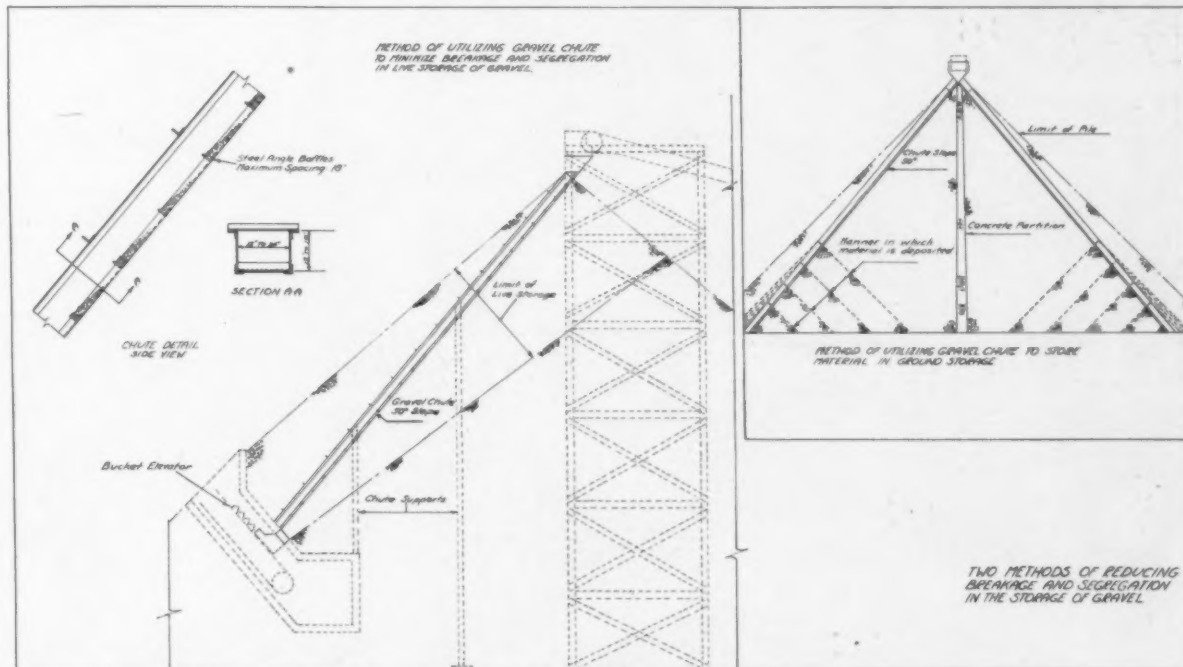 METHOD OF UTILIZING GRAVEL CHUTE
TO MINIMIZE BREAKAGE AND SEGREGATION
IN LIVE STORAGE OF GRAVEL.
Steel Angle Baffles
Maximum Spacing 18"
A
A
SECTION A-A
CHUTE DETAIL
SIDE VIEW
Limit of
Live Storage
Gravel Chute
50° Slope
Bucket Elevator
Chute Supports
Limit of Pile
Chute Slope
50°
Concrete Partition
Manner in which
material is deposited
METHOD OF UTILIZING GRAVEL CHUTE TO STORE
MATERIAL IN GROUND STORAGE
TWO METHODS OF REDUCING
BREAKAGE AND SEGREGATION
IN THE STORAGE OF GRAVEL